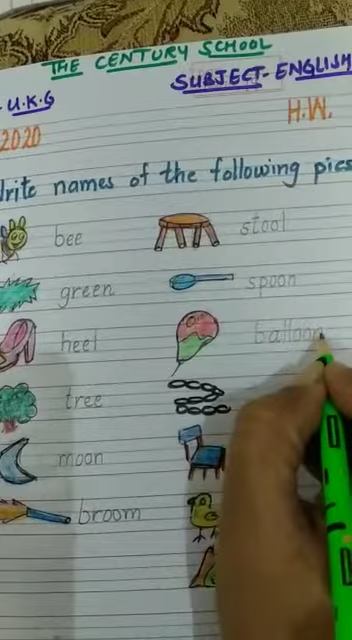 THE CENTURY SCHOOL
U.K.G SUBJECT-ENGLISH
2020 H.W.
names of the following pics
bee stool
green spoon
heel balloon
tree
moon
broom